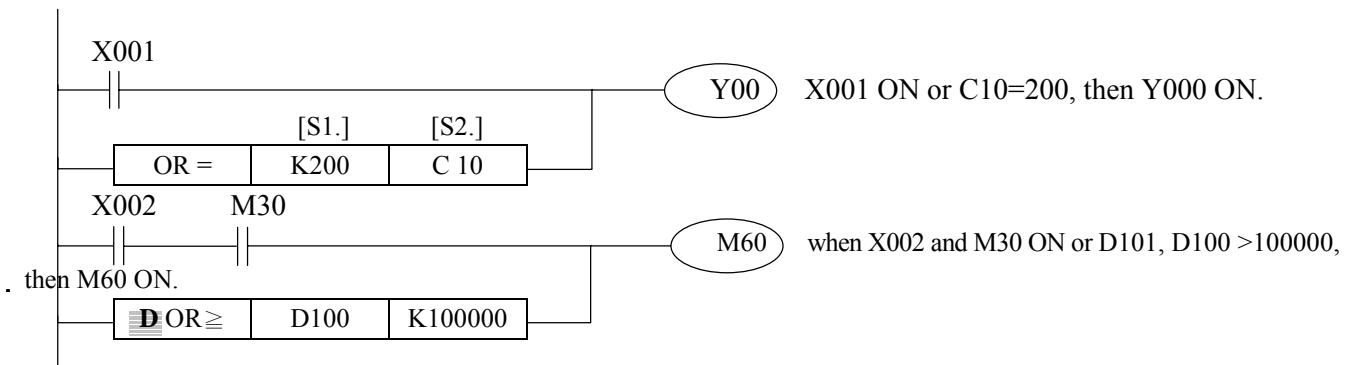 X001
Y00 X001 ON or C10=200, then Y000 ON.
[S1.] [S2.]
OR = K200 C 10
X002 M30
M60 when X002 and M30 ON or D101, D100 >100000,
. then M60 ON.
D OR≧ D100 K100000